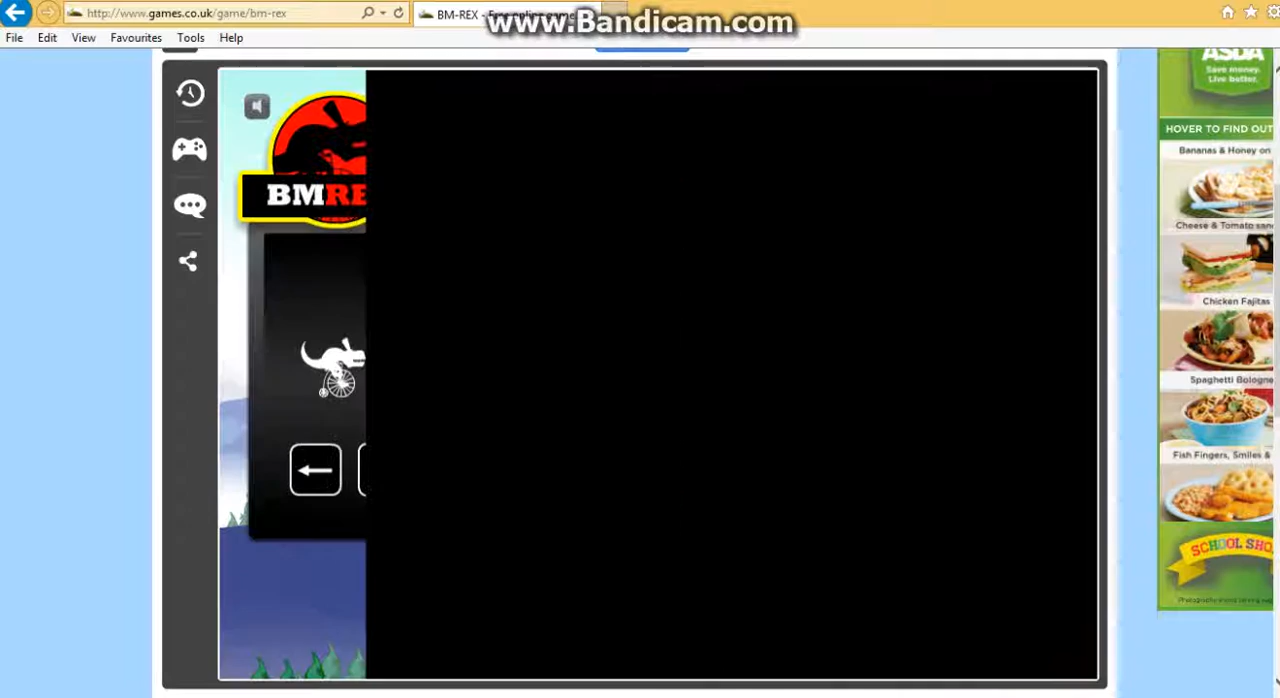 http://www.games.co.uk/game/bm-rex
BM-REX -
www.Bandicam.com
File Edit View Favourites Tools Help
BMRE
ASDA
Save money.
Live better.
HOVER TO FIND OUT
Bananas & Honey on
Cheese & Tomato san
Chicken Fajitas
Spaghetti Bologne
Fish Fingers, Smiles &
SCHOOL SHO